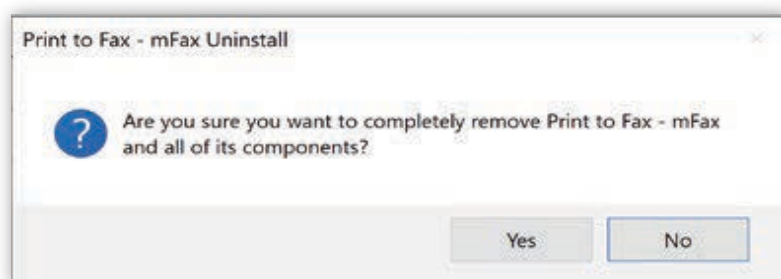 Print to Fax - mFax Uninstall
Are you sure you want to completely remove Print to Fax - mFax
and all of its components?
Yes
No